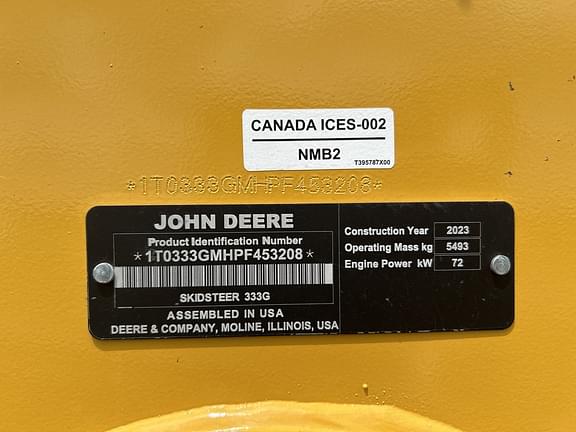 CANADA ICES-002
NMB2
T395787X00
*1T0333GMHPF453208*
JOHN DEERE
Product Identification Number
*1T0333GMHPF453208*
SKIDSTEER 333G
ASSEMBLED IN USA
DEERE & COMPANY, MOLINE, ILLINOIS, USA
Construction Year 2023
Operating Mass kg 5493
Engine Power kW 72